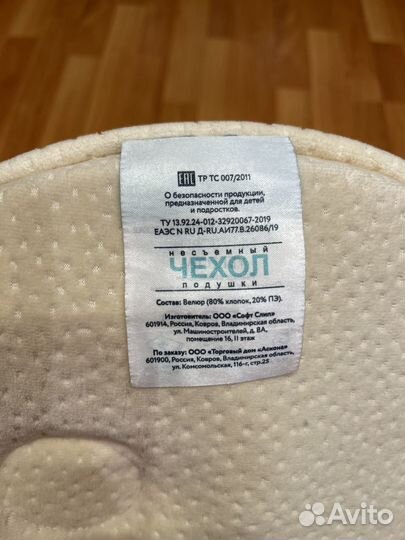 EAC ТР ТС 007/2011
О безопасности продукции,
предназначенной для детей
и подростков.
ТУ 13.92.24-012-32920067-2019
ЕАЭС N RU Д-RU.АИ77.В.26086/19
несъемный
ЧЕХОЛ
подушки
Состав: Велюр (80% хлопок, 20% ПЭ).
Изготовитель: ООО «Софт Слип»
601914, Россия, Ковров, Владимирская область,
ул. Машиностроителей, д. 8А,
помещение 16, II этаж
По заказу: ООО «Торговый дом «Аскона»
601900, Россия, Ковров, Владимирская область,
ул. Комсомольская, 116-г, стр.25
Avito